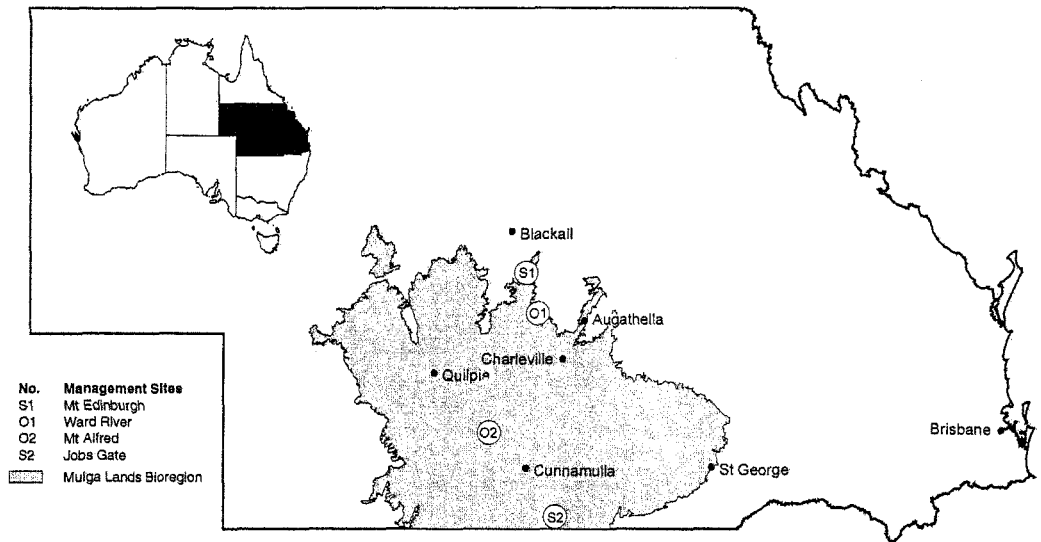 Blackall
S1
O1
Augathella
Charleville
Quilpie
O2
Cunnamulla
St George
S2
Brisbane
No. Management Sites
S1 Mt Edinburgh
O1 Ward River
O2 Mt Alfred
S2 Jobs Gate
Mulga Lands Bioregion